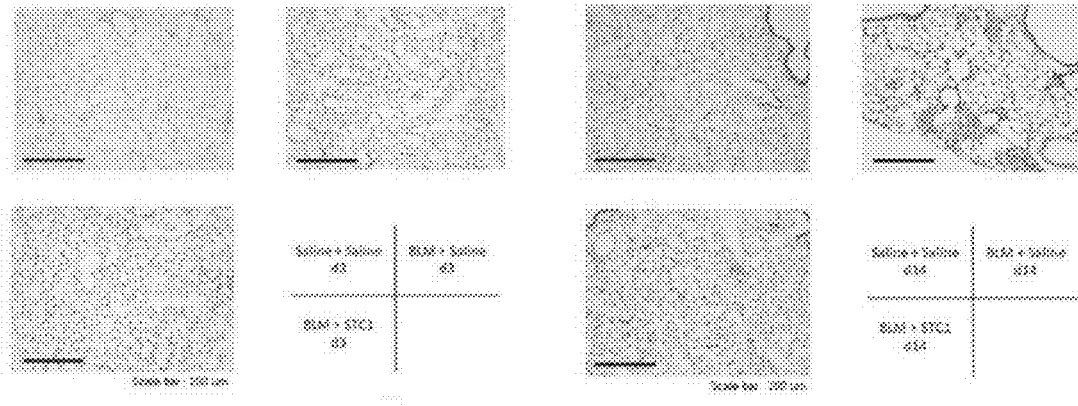 Saline + Saline
d3
BLM + Saline
d3
BLM + STC1
d3
Scale bar : 200 um
Saline + Saline
d14
BLM + Saline
d14
BLM + STC1
d14
Scale bar : 200 um